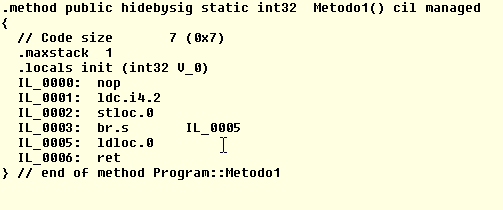 .method public hidebysig static int32  Metodo1() cil managed
{
  // Code size       7 (0x7)
  .maxstack  1
  .locals init (int32 V_0)
  IL_0000:  nop
  IL_0001:  ldc.i4.2
  IL_0002:  stloc.0
  IL_0003:  br.s       IL_0005
  IL_0005:  ldloc.0
  IL_0006:  ret
} // end of method Program::Metodo1